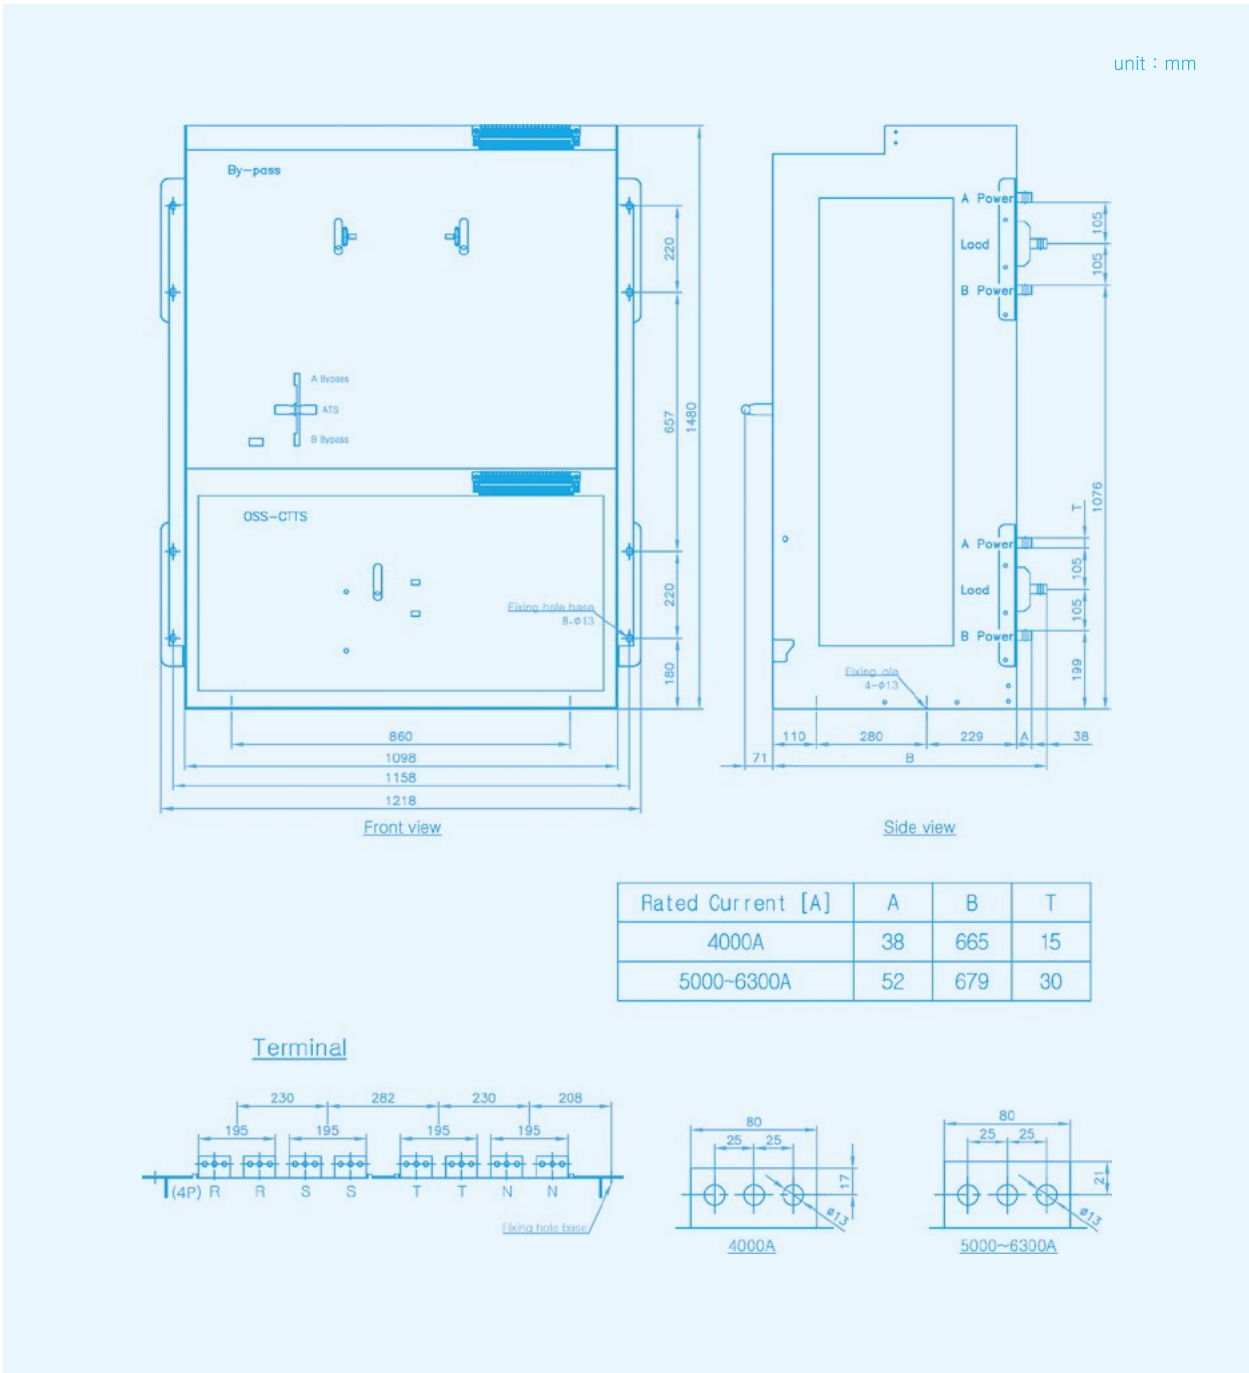 unit : mm
By-pass
A Bypass
ATS
B Bypass
OSS-CTTS
Fixing hole base
8-ø13
220
657
1480
220
180
860
1098
1158
1218
Front view
A Power
Load
B Power
105
105
1076
T
A Power
Load
B Power
105
105
199
Fixing ole
4-ø13
110 280 229 A 38
71 B
Side view
Rated Current [A] A B T
4000A 38 665 15
5000~6300A 52 679 30
Terminal
230 282 230 208
195 195 195 195
(4P) R R S S T T N N
Fixing hole base
80
25 25
17
ø13
4000A
80
25 25
21
ø13
5000~6300A